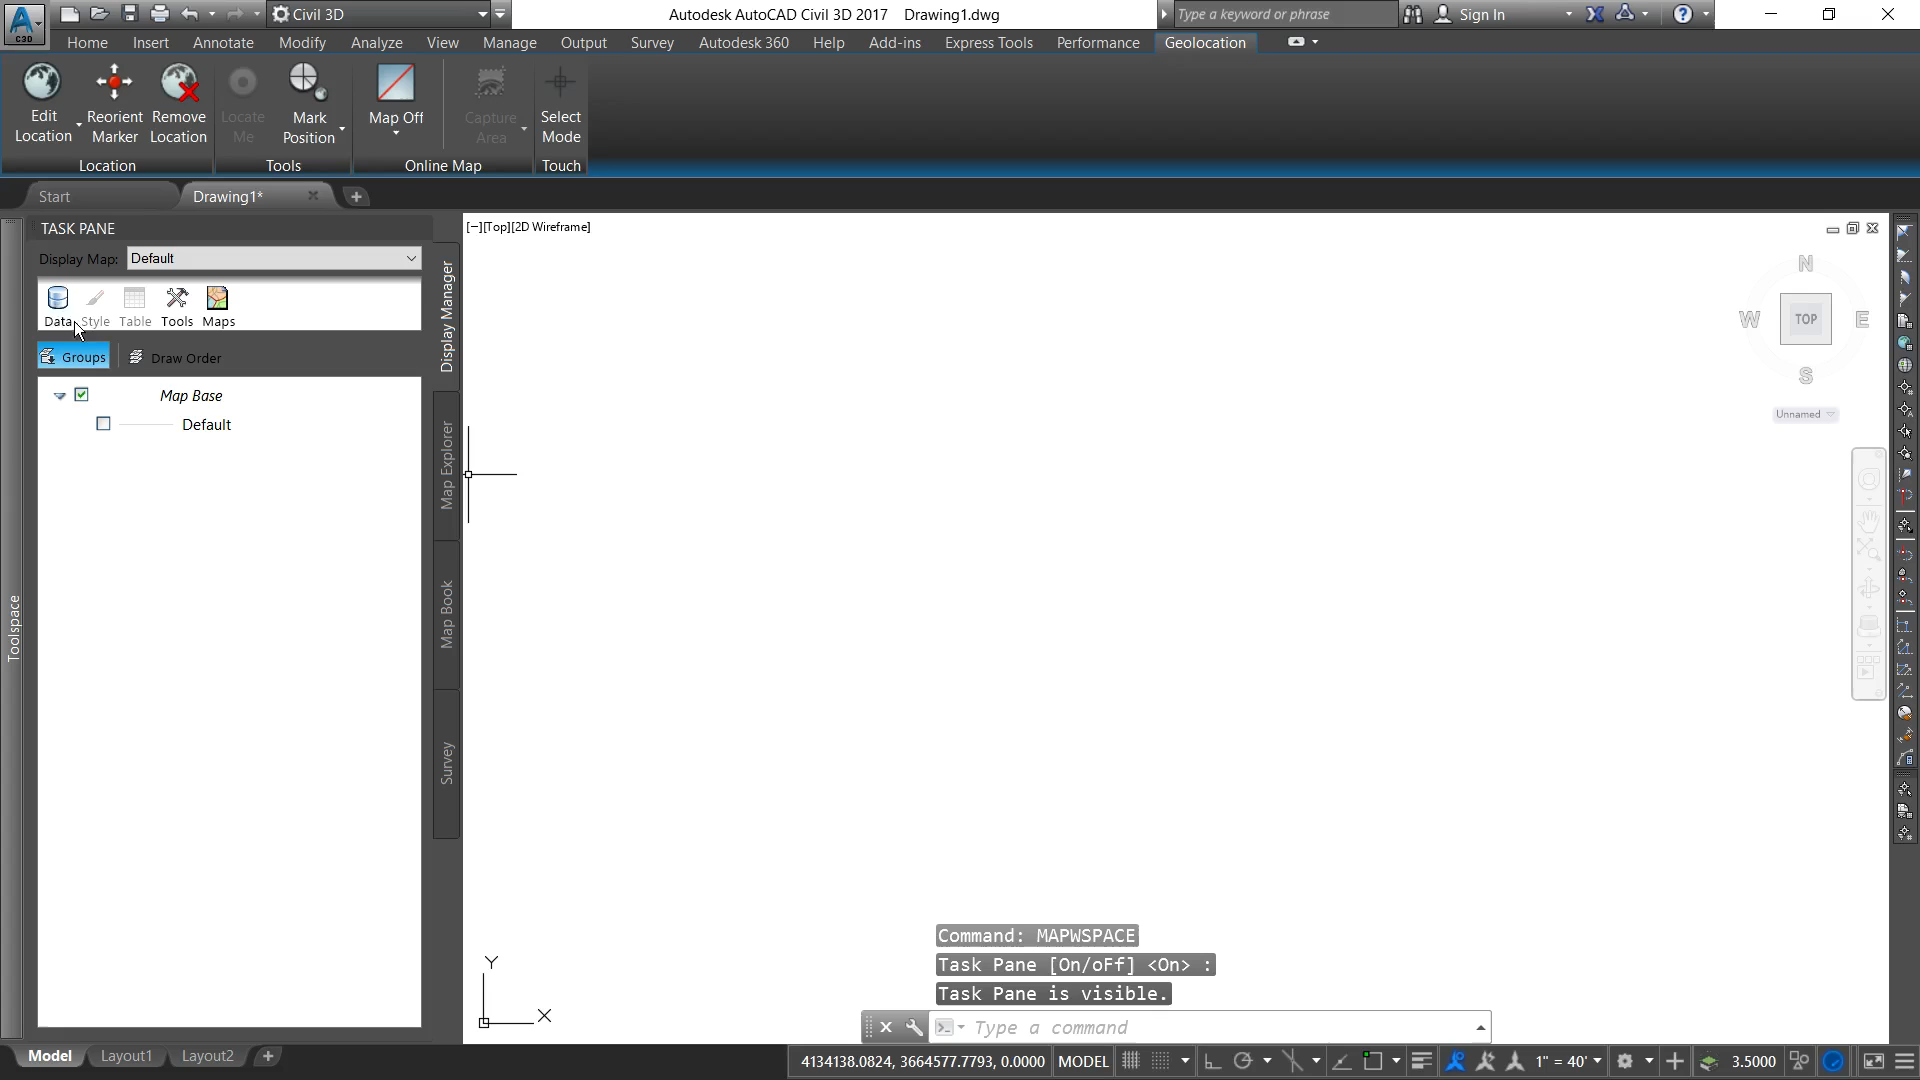 C3D
Civil 3D
Autodesk AutoCAD Civil 3D 2017 Drawing1.dwg
Type a keyword or phrase
Sign In
Home Insert Annotate Modify Analyze View Manage Output Survey Autodesk 360 Help Add-ins Express Tools Performance Geolocation
Edit Location
Reorient Marker
Remove Location
Locate Me
Mark Position
Map Off
Capture Area
Select Mode
Location Tools Online Map Touch
Start Drawing1*
TASK PANE
[−][Top][2D Wireframe]
Display Map: Default
Data Style Table Tools Maps
Groups Draw Order
Map Base
Default
Toolspace
Display Manager
Map Explorer
Map Book
Survey
N
W TOP E
S
Unnamed
Y
X
Command: MAPWSPACE
Task Pane [On/oFf] <On> :
Task Pane is visible.
Type a command
Model Layout1 Layout2
4134138.0824, 3664577.7793, 0.0000 MODEL 1" = 40' 3.5000